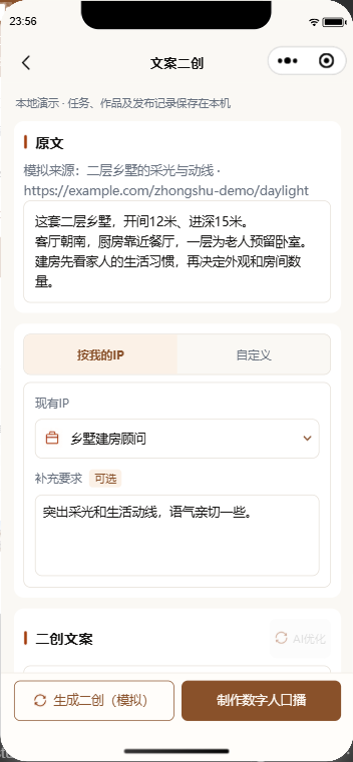 23:56
文案二创
本地演示 · 任务、作品及发布记录保存在本机
原文
模拟来源：二层乡墅的采光与动线 ·
https://example.com/zhongshu-demo/daylight
这套二层乡墅，开间12米、进深15米。
客厅朝南，厨房靠近餐厅，一层为老人预留卧室。
建房先看家人的生活习惯，再决定外观和房间数
量。
按我的IP
自定义
现有IP
乡墅建房顾问
补充要求 可选
突出采光和生活动线，语气亲切一些。
二创文案
AI优化
生成二创（模拟）
制作数字人口播